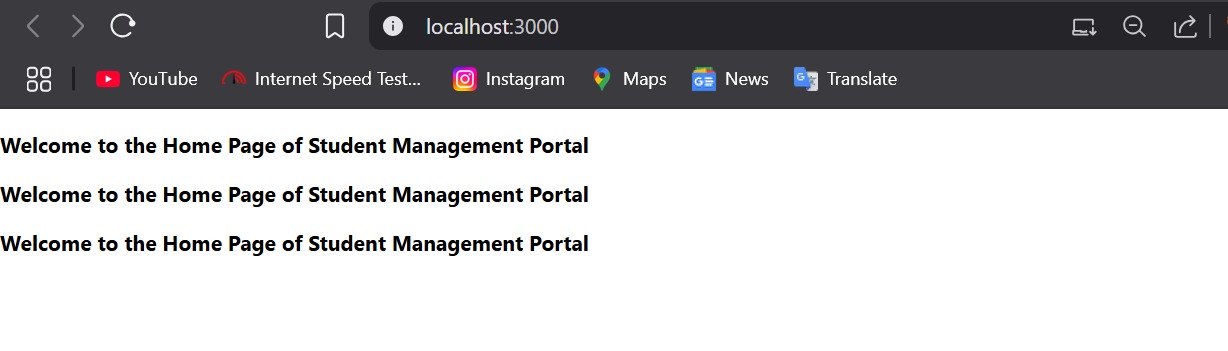 localhost:3000
YouTube Internet Speed Test... Instagram Maps News Translate
Welcome to the Home Page of Student Management Portal
Welcome to the Home Page of Student Management Portal
Welcome to the Home Page of Student Management Portal